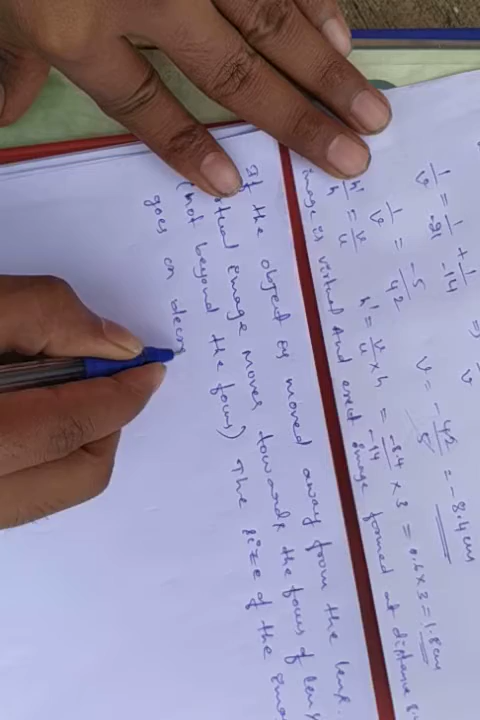 1/v = 1/-21 + 1/-14 ⇒ 1/v
1/v = -5/42 v = -42/5 = -8.4 cm
h'/h = v/u h' = v/u × h = -8.4/-14 × 3 = 0.6×3 = 1.8 cm
image is virtual and erect image formed at distance 8.
If the object is moved away from the lens.
virtual image moves towards the focus of lens
(not beyond the focus) The size of the
goes on decre